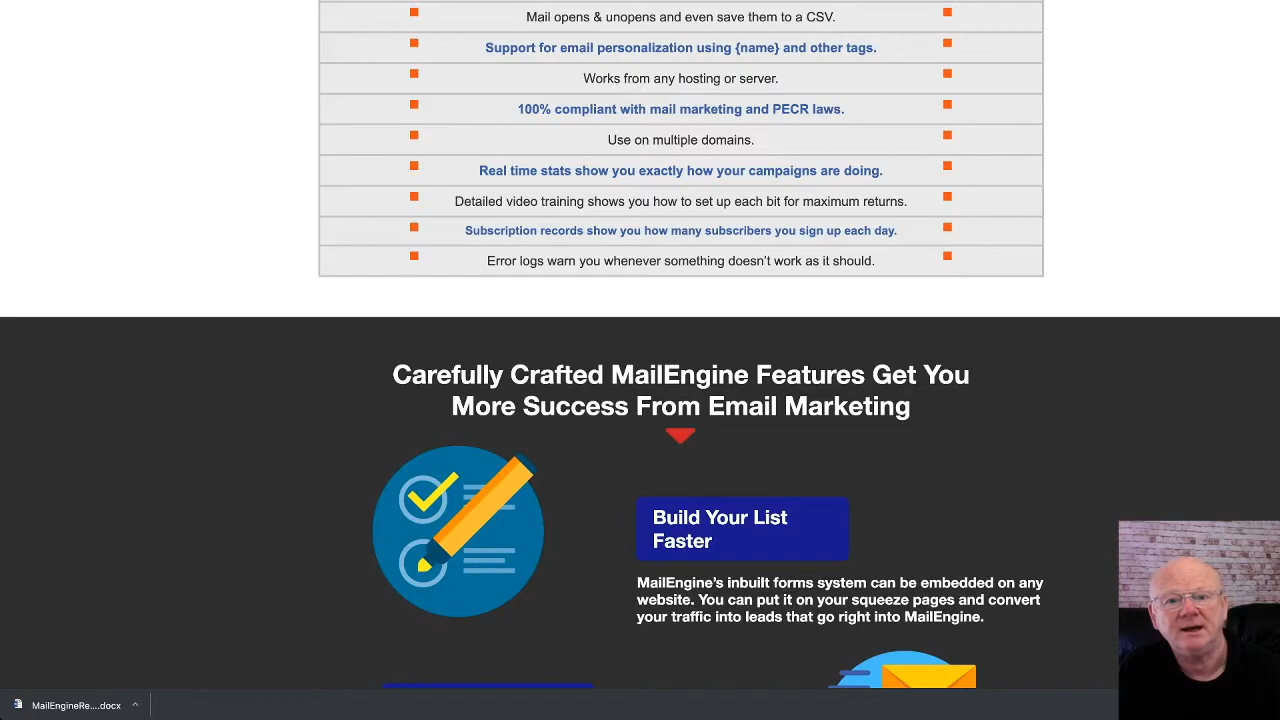 Mail opens & unopens and even save them to a CSV.
Support for email personalization using {name} and other tags.
Works from any hosting or server.
100% compliant with mail marketing and PECR laws.
Use on multiple domains.
Real time stats show you exactly how your campaigns are doing.
Detailed video training shows you how to set up each bit for maximum returns.
Subscription records show you how many subscribers you sign up each day.
Error logs warn you whenever something doesn't work as it should.
Carefully Crafted MailEngine Features Get You
More Success From Email Marketing
Build Your List
Faster
MailEngine's inbuilt forms system can be embedded on any
website. You can put it on your squeeze pages and convert
your traffic into leads that go right into MailEngine.
MailEngineRe....docx